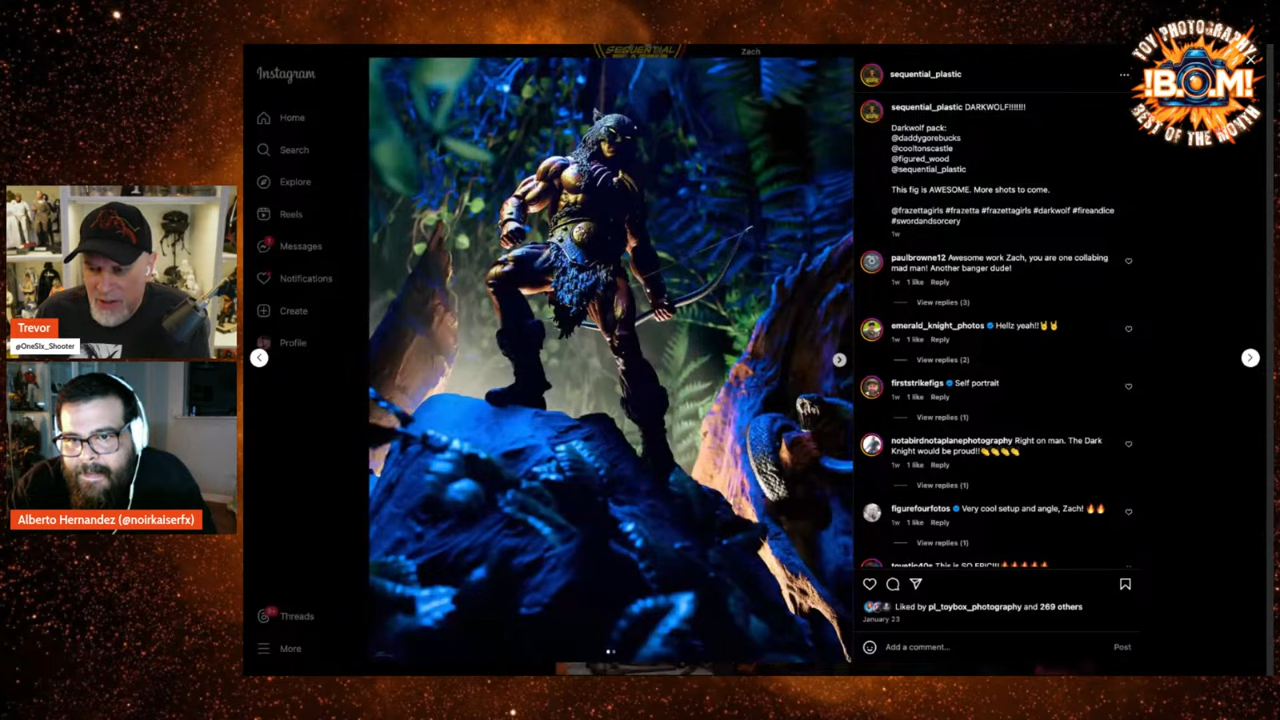 SEQUENTIAL
Zach
TOY PHOTOGRAPHY
!B.O.M!
BEST OF THE MONTH
Instagram
Home
Search
Explore
Reels
Messages
Notifications
Create
Profile
Threads
More
Trevor
@OneSix_Shooter
Alberto Hernandez (@noirkaiserfx)
sequential_plastic
sequential_plastic DARKWOLF!!!!!!!
Darkwolf pack:
@daddygorebucks
@cooltonscastle
@figured_wood
@sequential_plastic
This fig is AWESOME. More shots to come.
@frazettagirls #frazetta #frazettagirls #darkwolf #fireandice
#swordandsorcery
1w
paulbrowne12 Awesome work Zach, you are one collabing
mad man! Another banger dude!
1w 1 like Reply
View replies (3)
emerald_knight_photos Hellz yeah!!🤘🤘
1w 1 like Reply
View replies (2)
firststrikefigs Self portrait
1w 1 like Reply
View replies (1)
notabirdnotaplanephotography Right on man. The Dark
Knight would be proud!!👏👏👏👏
1w 1 like Reply
View replies (1)
figurefourfotos Very cool setup and angle, Zach! 🔥🔥
1w 1 like Reply
View replies (1)
This is SO EPIC!!!🔥🔥🔥🔥🔥
Liked by pl_toybox_photography and 269 others
January 23
Add a comment...
Post